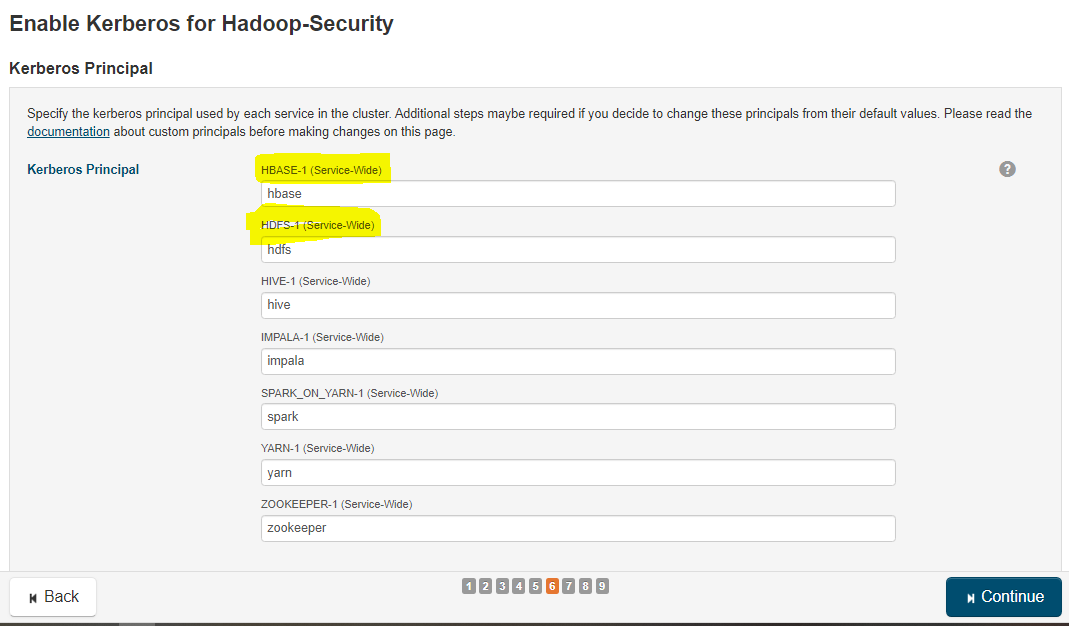 Enable Kerberos for Hadoop-Security
Kerberos Principal
Specify the kerberos principal used by each service in the cluster. Additional steps maybe required if you decide to change these principals from their default values. Please read the
documentation about custom principals before making changes on this page.
Kerberos Principal
HBASE-1 (Service-Wide)
?
hbase
HDFS-1 (Service-Wide)
hdfs
HIVE-1 (Service-Wide)
hive
IMPALA-1 (Service-Wide)
impala
SPARK_ON_YARN-1 (Service-Wide)
spark
YARN-1 (Service-Wide)
yarn
ZOOKEEPER-1 (Service-Wide)
zookeeper
Back
1 2 3 4 5 6 7 8 9
Continue